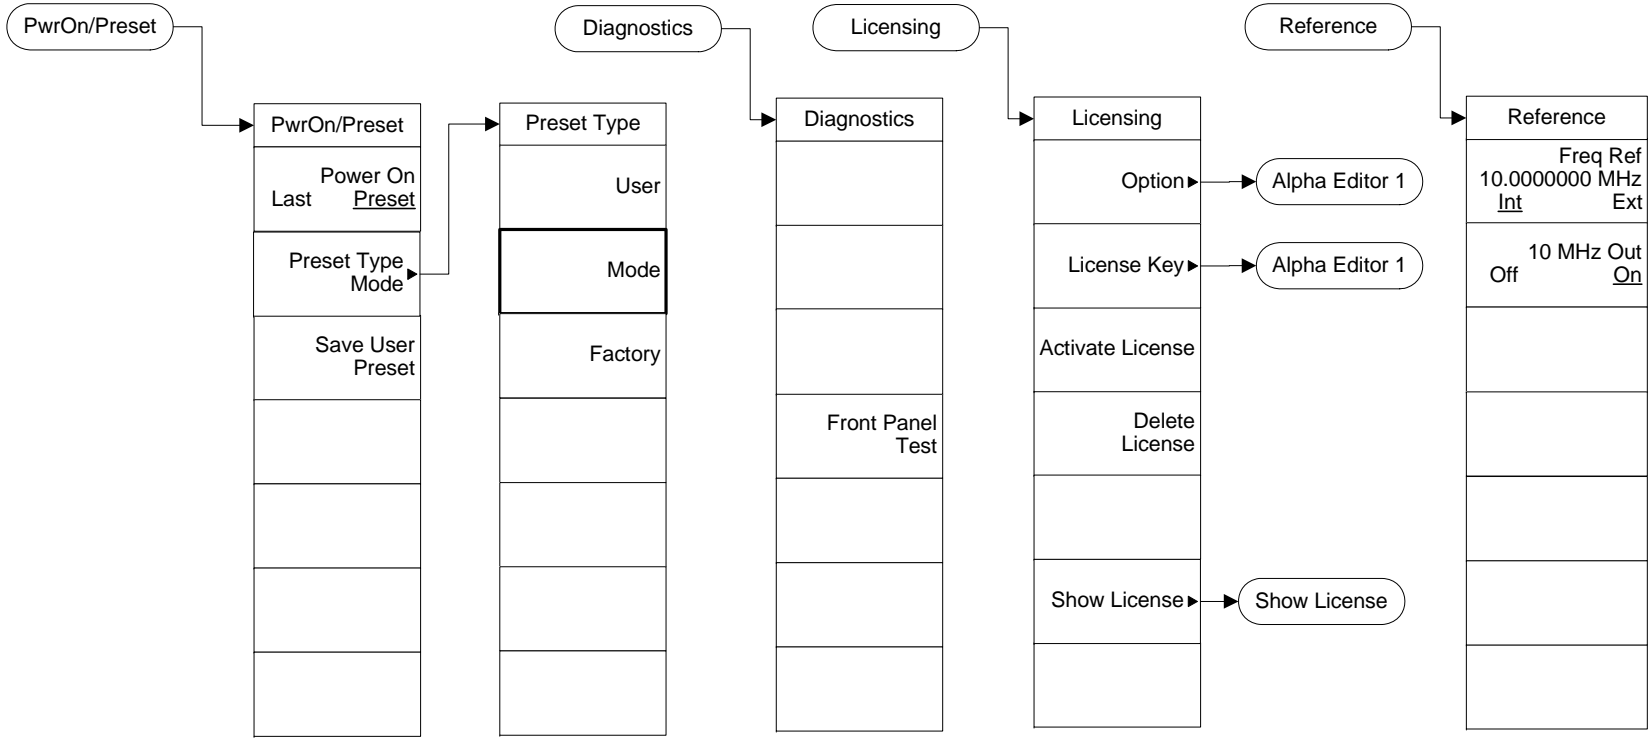 PwrOn/Preset
PwrOn/Preset
Power On
Last Preset
Preset Type
Mode
Save User
Preset
Preset Type
User
Mode
Factory
Diagnostics
Diagnostics
Front Panel
Test
Licensing
Licensing
Option
Alpha Editor 1
License Key
Alpha Editor 1
Activate License
Delete
License
Show License
Show License
Reference
Reference
Freq Ref
10.0000000 MHz
Int Ext
10 MHz Out
Off On